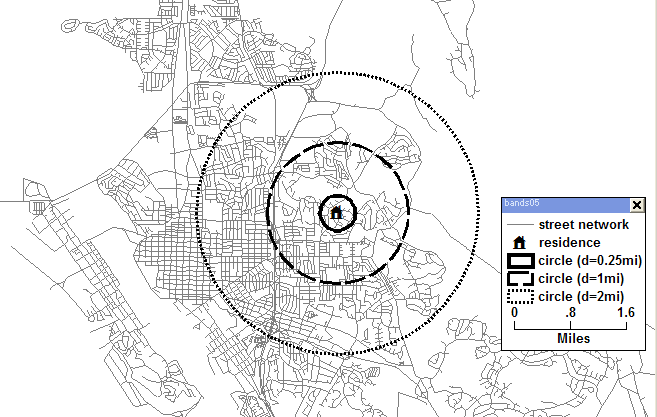 bands05
street network
residence
circle (d=0.25mi)
circle (d=1mi)
circle (d=2mi)
0 .8 1.6
Miles